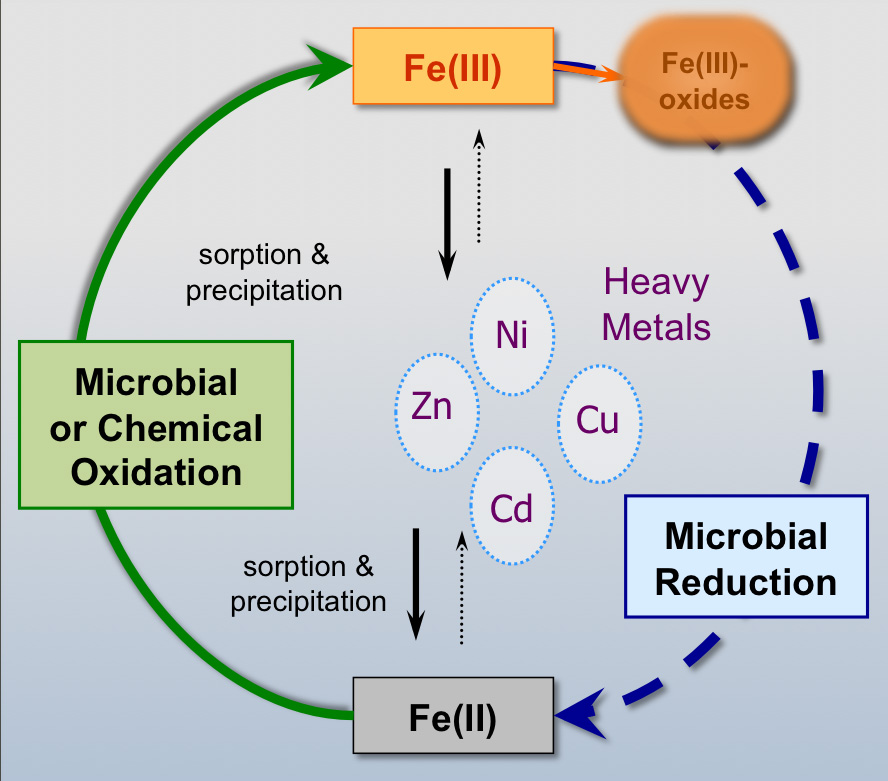 Fe(III)
Fe(III)-
oxides
sorption &
precipitation
Heavy
Metals
Ni
Zn
Cu
Cd
Microbial
or Chemical
Oxidation
Microbial
Reduction
sorption &
precipitation
Fe(II)